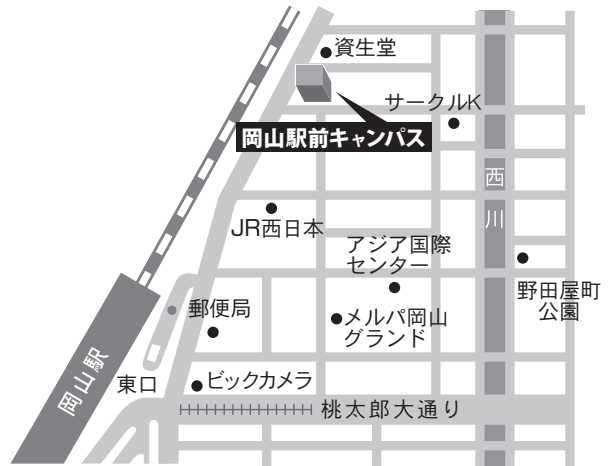 資生堂
サークルK
岡山駅前キャンパス
西川
JR西日本
アジア国際
センター
野田屋町
公園
郵便局
メルパ岡山
グランド
岡山駅
東口
ビックカメラ
桃太郎大通り